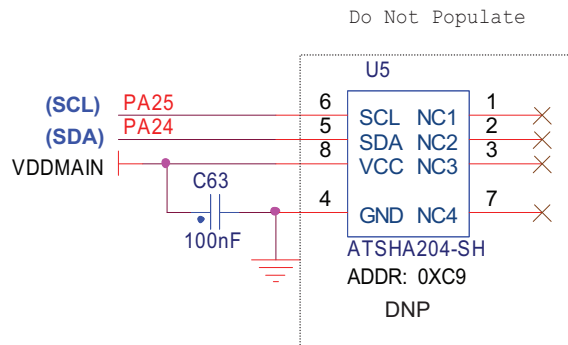 Do Not Populate
U5
(SCL) PA25 6 SCL NC1 1
(SDA) PA24 5 SDA NC2 2
VDDMAIN 8 VCC NC3 3
C63
4 GND NC4 7
100nF
ATSHA204-SH
ADDR: 0XC9
DNP